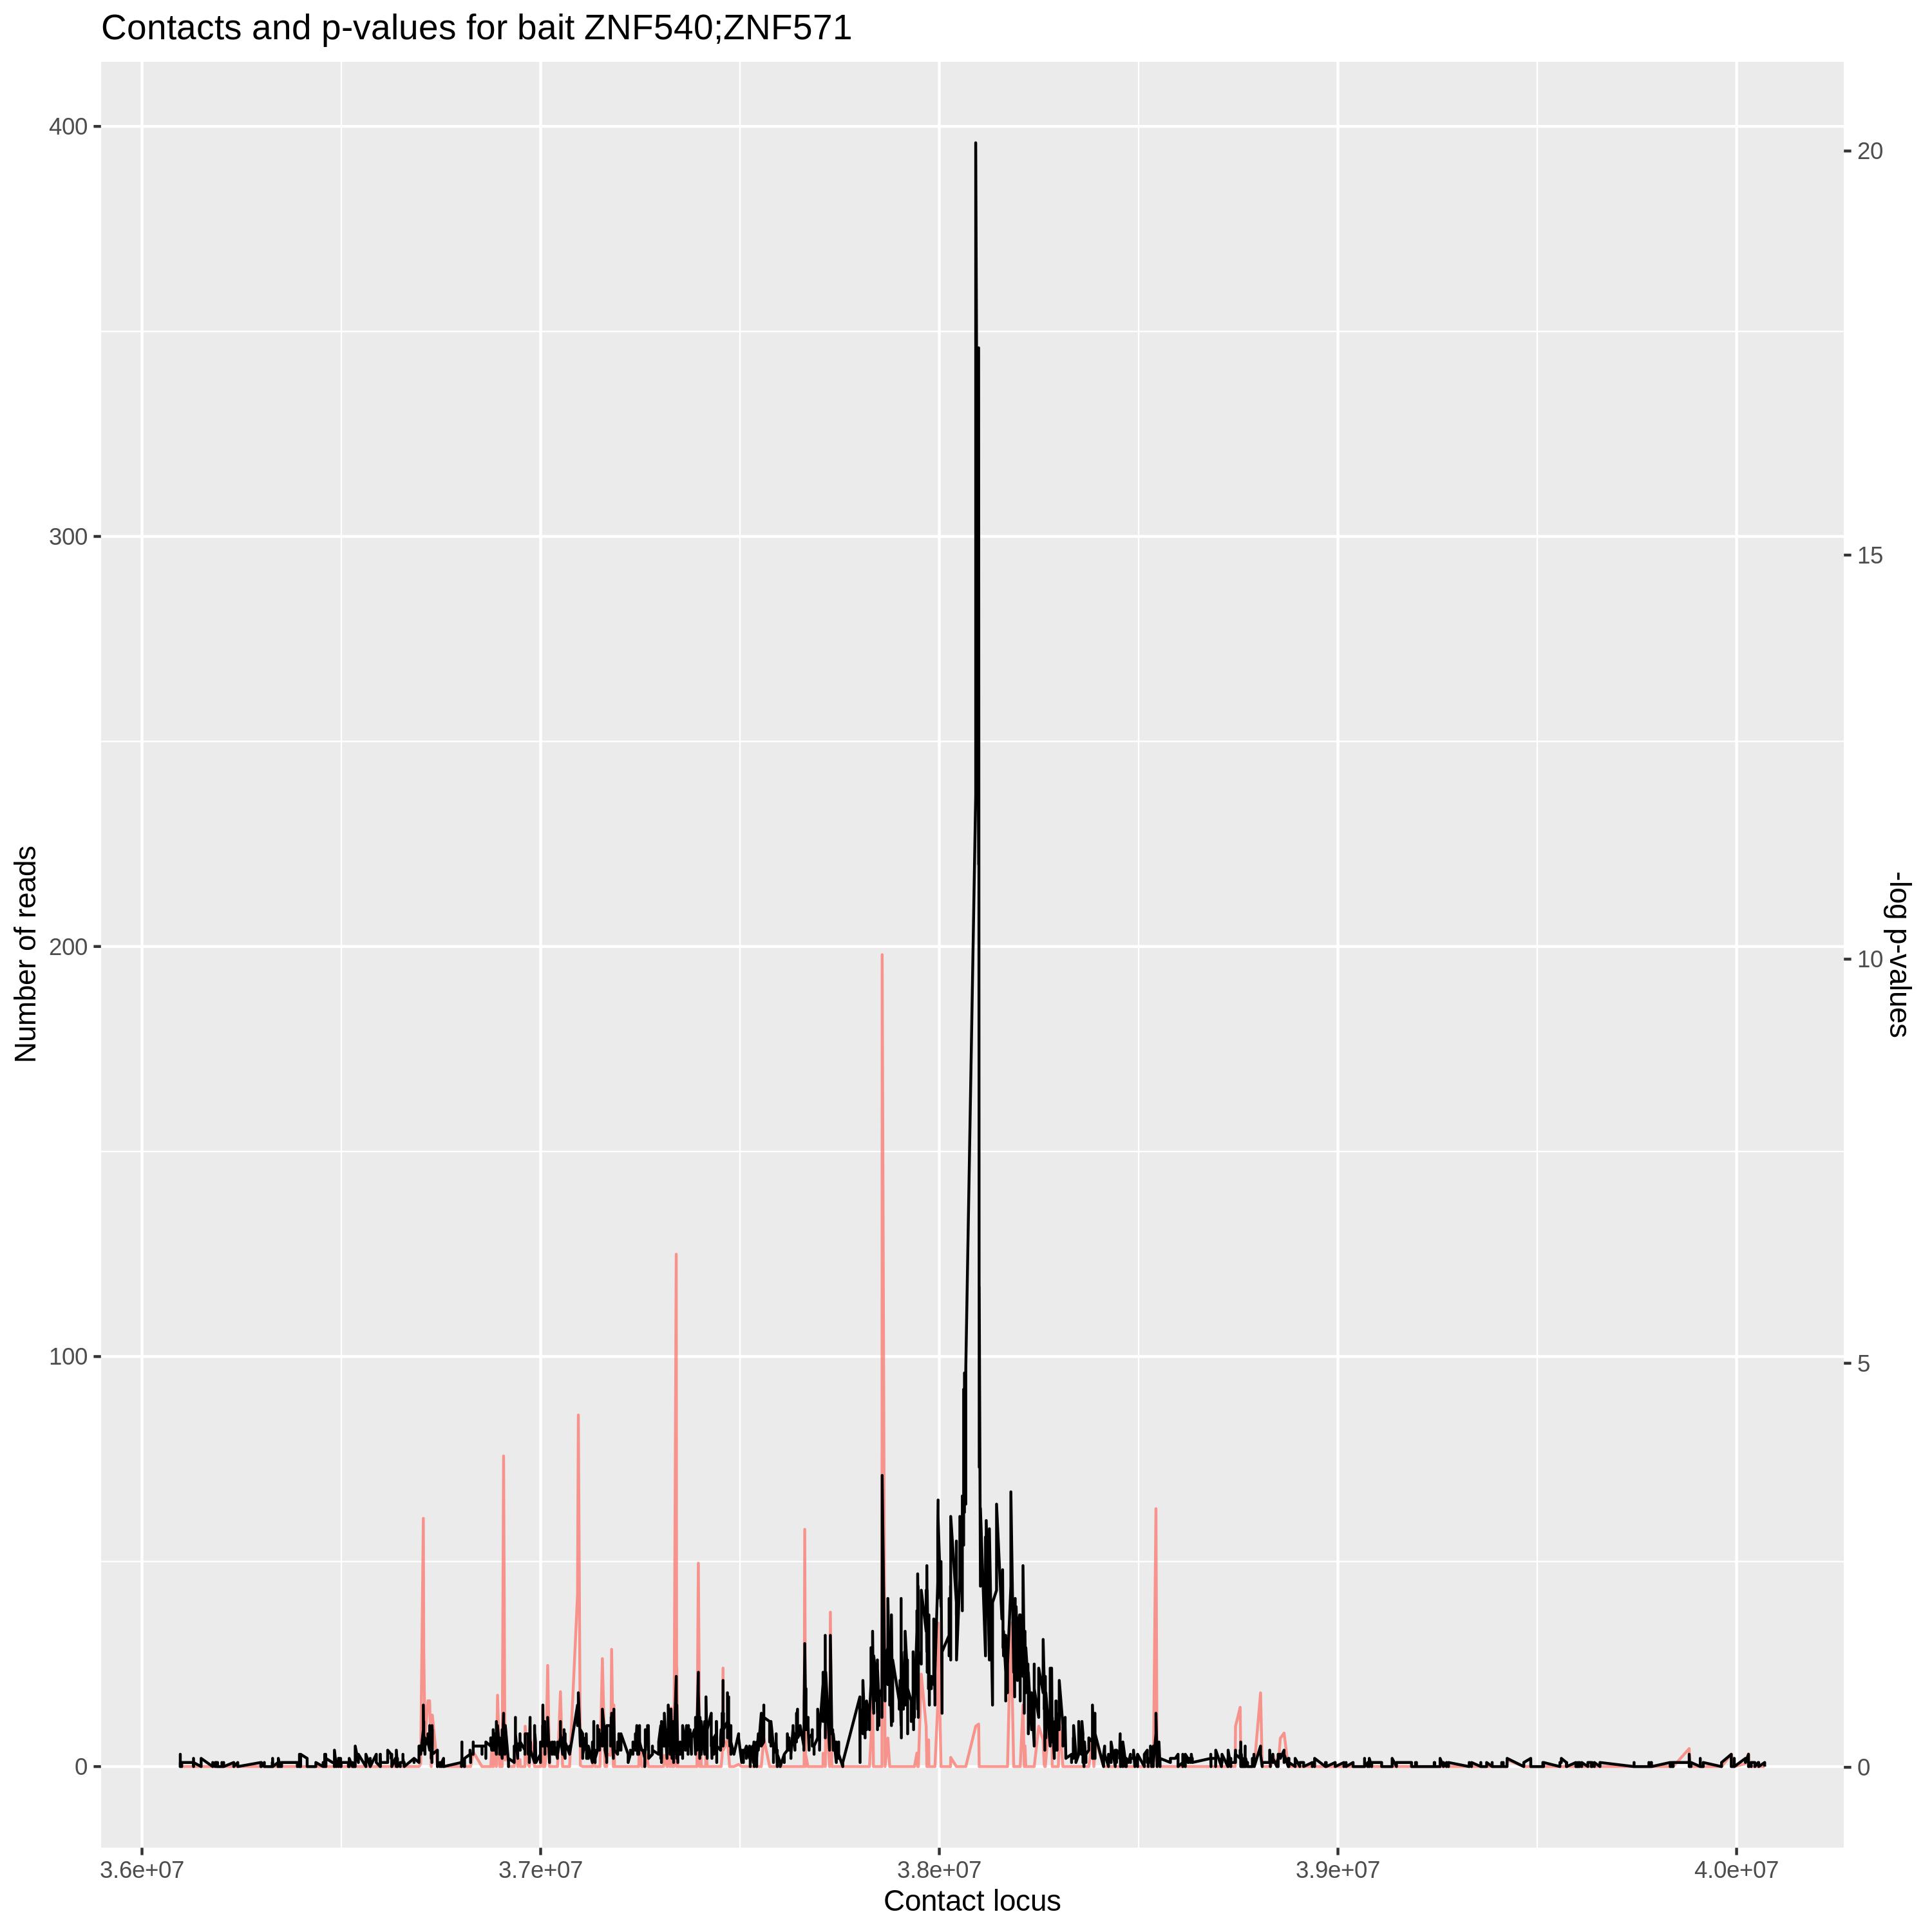 Contacts and p-values for bait ZNF540;ZNF571
400
300
200
100
0
Number of reads
20
15
10
5
0
-log p-values
3.6e+07 3.7e+07 3.8e+07 3.9e+07 4.0e+07
Contact locus